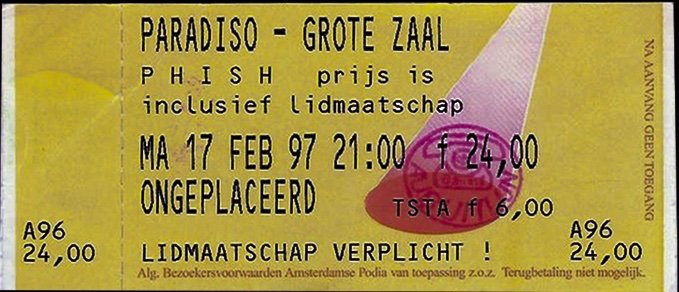 PARADISO - GROTE ZAAL
PHISH prijs is
inclusief lidmaatschap
MA 17 FEB 97 21:00 f 24,00
ONGEPLACEERD
TSTA f 6,00
A96
24,00
A96
24,00
LIDMAATSCHAP VERPLICHT !
Alg. Bezoekersvoorwaarden Amsterdamse Podia van toepassing z.o.z. Terugbetaling niet mogelijk.
NA AANVANG GEEN TOEGANG